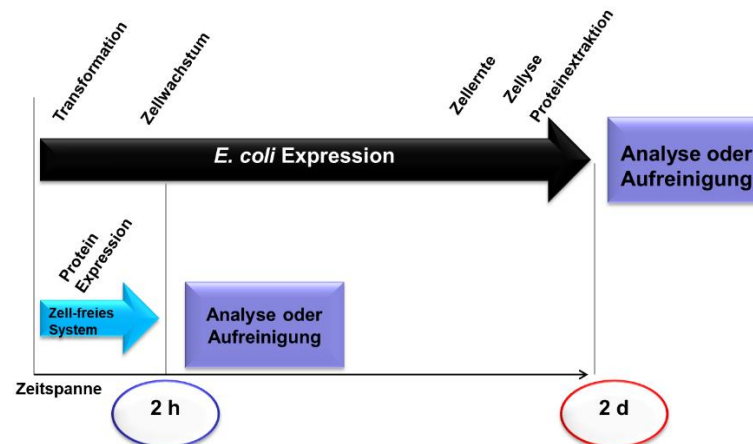 Transformation
Zellwachstum
Zellernte
Zellyse
Proteinextraktion
E. coli Expression
Analyse oder
Aufreinigung
Protein
Expression
Zell-freies
System
Analyse oder
Aufreinigung
Zeitspanne
2 h
2 d